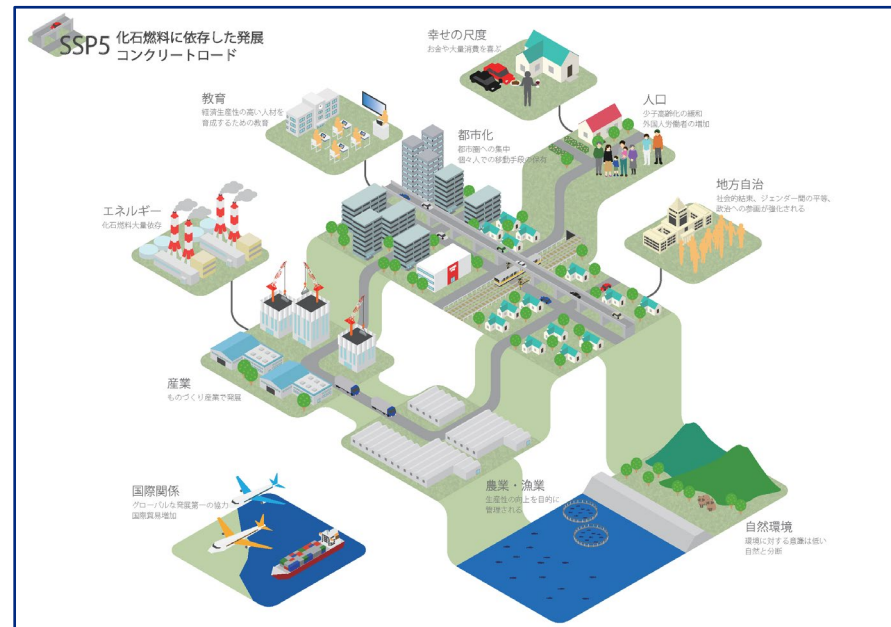 SSP5 化石燃料に依存した発展
コンクリートロード
幸せの尺度
お金や大量消費を喜ぶ
教育
経済生産性の高い人材を
育成するための教育
人口
少子高齢化の緩和
外国人労働者の増加
都市化
都市圏への集中
個々人での移動手段の保有
地方自治
社会的結束、ジェンダー間の平等、
政治への参画が強化される
エネルギー
化石燃料大量依存
産業
ものづくり産業で発展
国際関係
グローバルな発展第一の協力
国際貿易増加
農業・漁業
生産性の向上を目的に
管理される
自然環境
環境に対する意識は低い
自然と分断